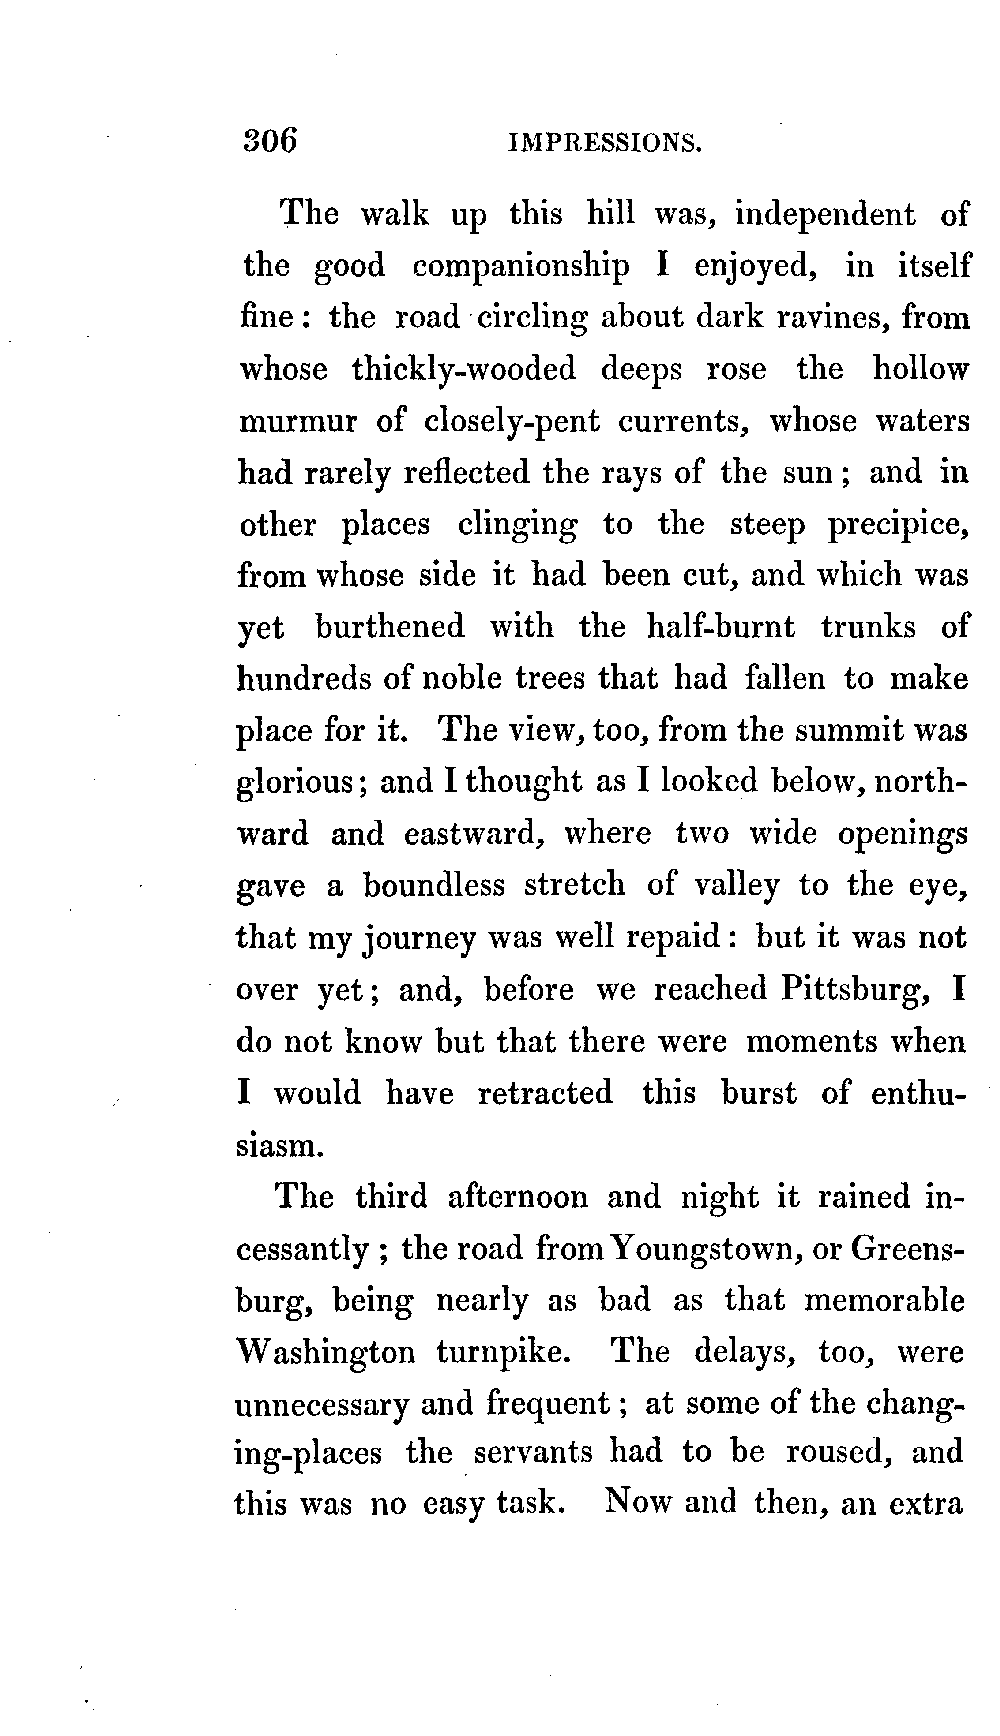 306 IMPRESSIONS.
The walk up this hill was, independent of
the good companionship I enjoyed, in itself
fine : the road circling about dark ravines, from
whose thickly-wooded deeps rose the hollow
murmur of closely-pent currents, whose waters
had rarely reflected the rays of the sun ; and in
other places clinging to the steep precipice,
from whose side it had been cut, and which was
yet burthened with the half-burnt trunks of
hundreds of noble trees that had fallen to make
place for it. The view, too, from the summit was
glorious ; and I thought as I looked below, north-
ward and eastward, where two wide openings
gave a boundless stretch of valley to the eye,
that my journey was well repaid : but it was not
over yet ; and, before we reached Pittsburg, I
do not know but that there were moments when
I would have retracted this burst of enthu-
siasm.
The third afternoon and night it rained in-
cessantly ; the road from Youngstown, or Greens-
burg, being nearly as bad as that memorable
Washington turnpike. The delays, too, were
unnecessary and frequent ; at some of the chang-
ing-places the servants had to be roused, and
this was no easy task. Now and then, an extra